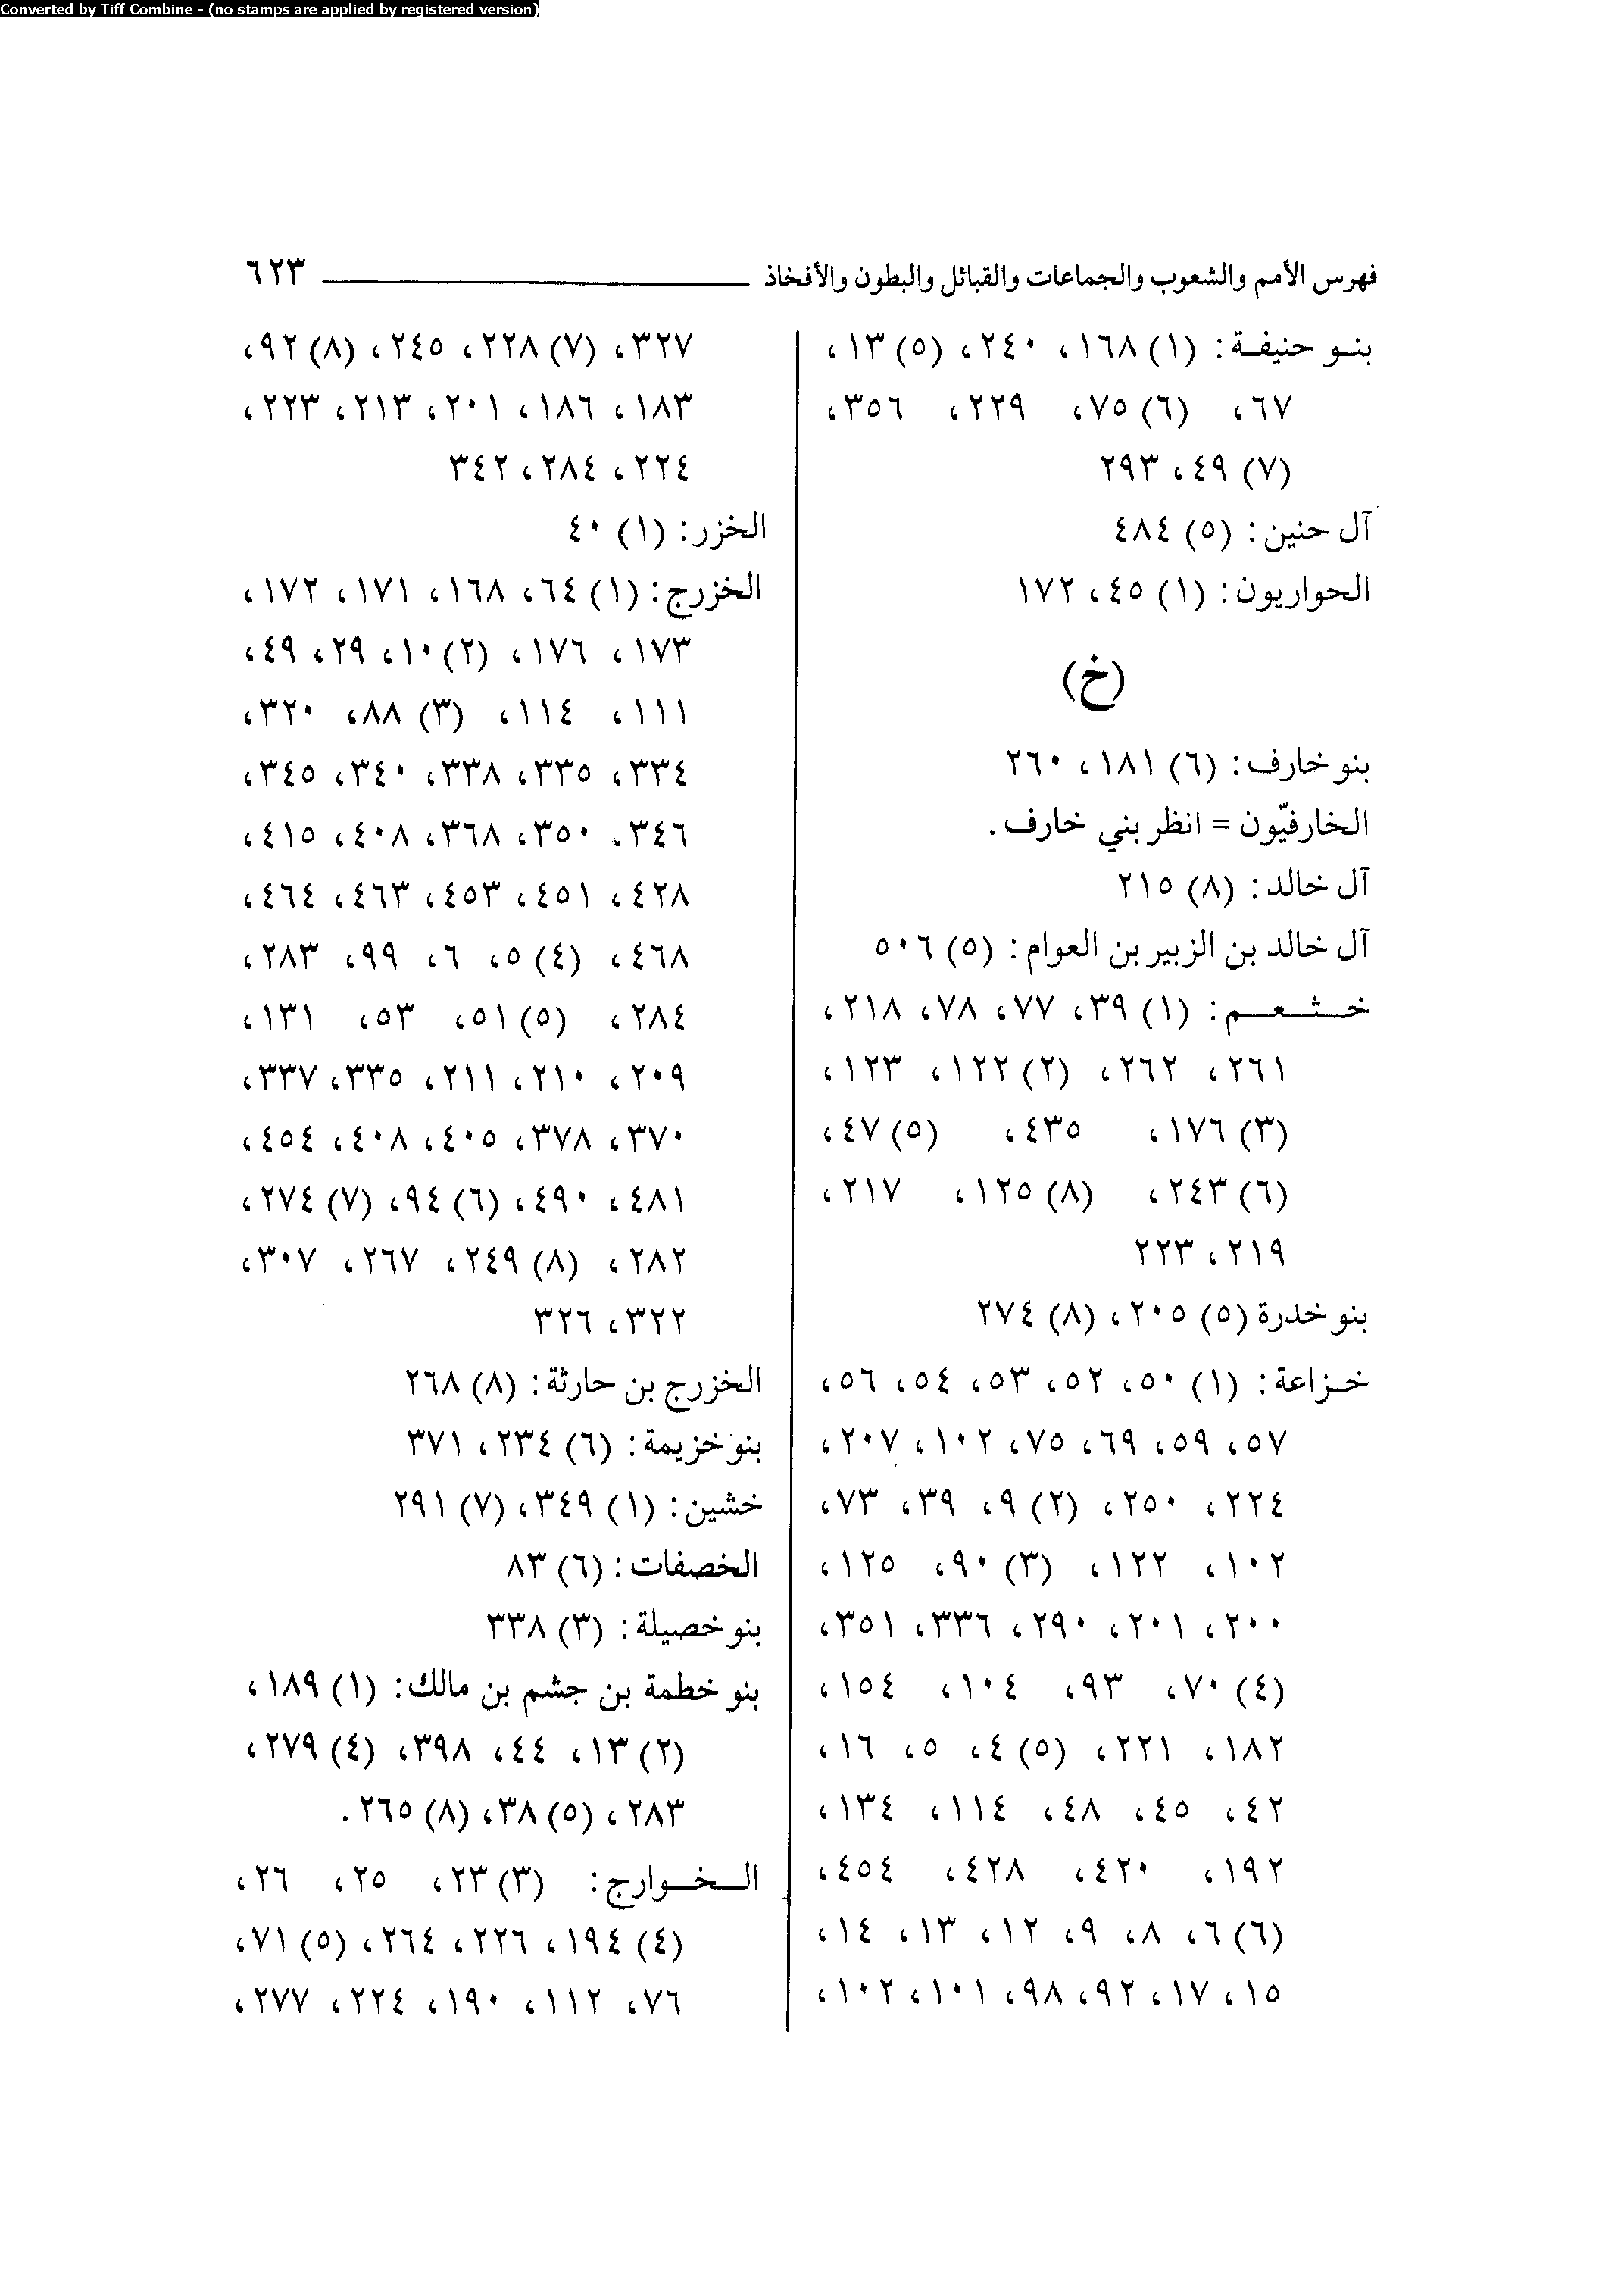 Converted by Tiff Combine - (no stamps are applied by registered version)
فهرس الأمم والشعوب والجماعات والقبائل والبطون والأفخاذ ٦٢٣
بنو حنيفة: (١) ١٦٨، ٢٤٠، (٥) ١٣،
٦٧، (٦) ٧٥، ٢٢٩، ٣٥٦،
(٧) ٤٩، ٢٩٣
آل حنين: (٥) ٤٨٤
الحواريون: (١) ٤٥، ١٧٢
(خ)
بنو خارف: (٦) ١٨١، ٢٦٠
الخارفيّون = انظر بني خارف.
آل خالد: (٨) ٢١٥
آل خالد بن الزبير بن العوام: (٥) ٥٠٦
خثعم: (١) ٣٩، ٧٧، ٧٨، ٢١٨،
٢٦١، ٢٦٢، (٢) ١٢٢، ١٢٣،
(٣) ١٧٦، ٤٣٥، (٥) ٤٧،
(٦) ٢٤٣، (٨) ١٢٥، ٢١٧،
٢١٩، ٢٢٣
بنو خدرة (٥) ٢٠٥، (٨) ٢٧٤
خزاعة: (١) ٥٠، ٥٢، ٥٣، ٥٤، ٥٦،
٥٧، ٥٩، ٦٩، ٧٥، ١٠٢، ٢٠٧،
٢٢٤، ٢٥٠، (٢) ٩، ٣٩، ٧٣،
١٠٢، ١٢٢، (٣) ٩٠، ١٢٥،
٢٠٠، ٢٠١، ٢٩٠، ٣٣٦، ٣٥١،
(٤) ٧٠، ٩٣، ١٠٤، ١٥٤،
١٨٢، ٢٢١، (٥) ٤، ٥، ١٦،
٤٢، ٤٥، ٤٨، ١١٤، ١٣٤،
١٩٢، ٤٢٠، ٤٢٨، ٤٥٤،
(٦) ٦، ٨، ٩، ١٢، ١٣، ١٤،
١٥، ١٧، ٩٢، ٩٨، ١٠١، ١٠٢،
٣٢٧، (٧) ٢٢٨، ٢٤٥، (٨) ٩٢،
١٨٣، ١٨٦، ٢٠١، ٢١٣، ٢٢٣،
٢٢٤، ٢٨٤، ٣٤٢
الخزر: (١) ٤٠
الخزرج: (١) ٦٤، ١٦٨، ١٧١، ١٧٢،
١٧٣، ١٧٦، (٢) ١٠، ٢٩، ٤٩،
١١١، ١١٤، (٣) ٨٨، ٣٢٠،
٣٣٤، ٣٣٥، ٣٣٨، ٣٤٠، ٣٤٥،
٣٤٦، ٣٥٠، ٣٦٨، ٤٠٨، ٤١٥،
٤٢٨، ٤٥١، ٤٥٣، ٤٦٣، ٤٦٤،
٤٦٨، (٤) ٥، ٦، ٩٩، ٢٨٣،
٢٨٤، (٥) ٥١، ٥٣، ١٣١،
٢٠٩، ٢١٠، ٢١١، ٣٣٥، ٣٣٧،
٣٧٠، ٣٧٨، ٤٠٥، ٤٠٨، ٤٥٤،
٤٨١، ٤٩٠، (٦) ٩٤، (٧) ٢٧٤،
٢٨٢، (٨) ٢٤٩، ٢٦٧، ٣٠٧،
٣٢٢، ٣٢٦
الخزرج بن حارثة: (٨) ٢٦٨
بنو خزيمة: (٦) ٢٣٤، ٣٧١
خشين: (١) ٣٤٩، (٧) ٢٩١
الخصفات: (٦) ٨٣
بنو خصيلة: (٣) ٣٣٨
بنو خطمة بن جشم بن مالك: (١) ١٨٩،
(٢) ١٣، ٤٤، ٣٩٨، (٤) ٢٧٩،
٢٨٣، (٥) ٣٨، (٨) ٢٦٥.
الخوارج: (٣) ٢٣، ٢٥، ٢٦،
(٤) ١٩٤، ٢٢٦، ٢٦٤، (٥) ٧١،
٧٦، ١١٢، ١٩٠، ٢٢٤، ٢٧٧،